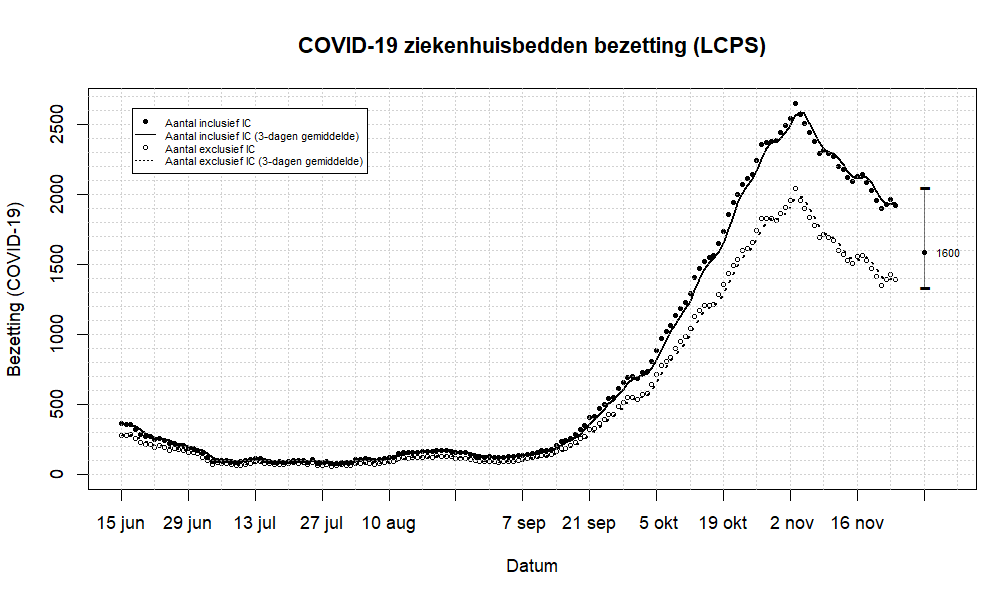 COVID-19 ziekenhuisbedden bezetting (LCPS)
Aantal inclusief IC
Aantal inclusief IC (3-dagen gemiddelde)
Aantal exclusief IC
Aantal exclusief IC (3-dagen gemiddelde)
Bezetting (COVID-19)
2500
2000
1500
1000
500
0
1600
15 jun 29 jun 13 jul 27 jul 10 aug 7 sep 21 sep 5 okt 19 okt 2 nov 16 nov
Datum